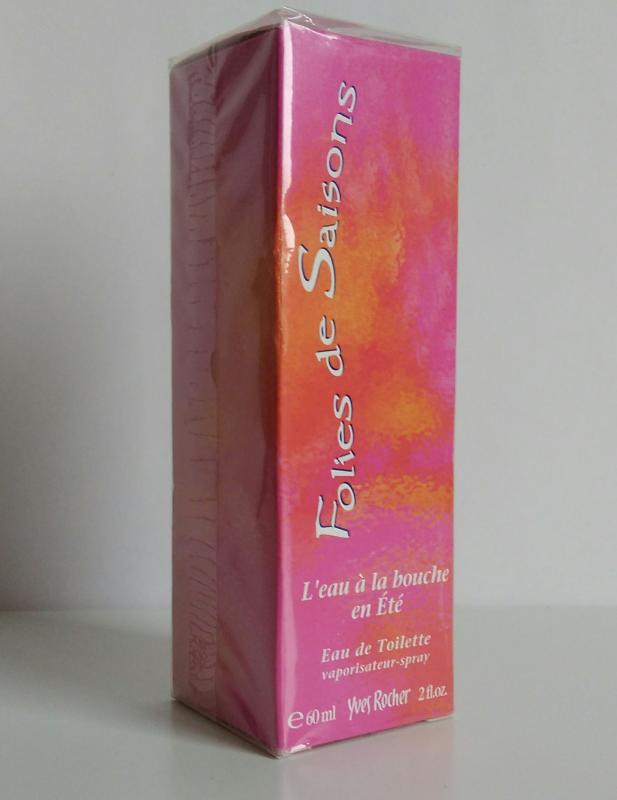 Folies de Saisons
L'eau à la bouche
en Été
Eau de Toilette
vaporisateur-spray
℮ 60 ml Yves Rocher 2 fl.oz.